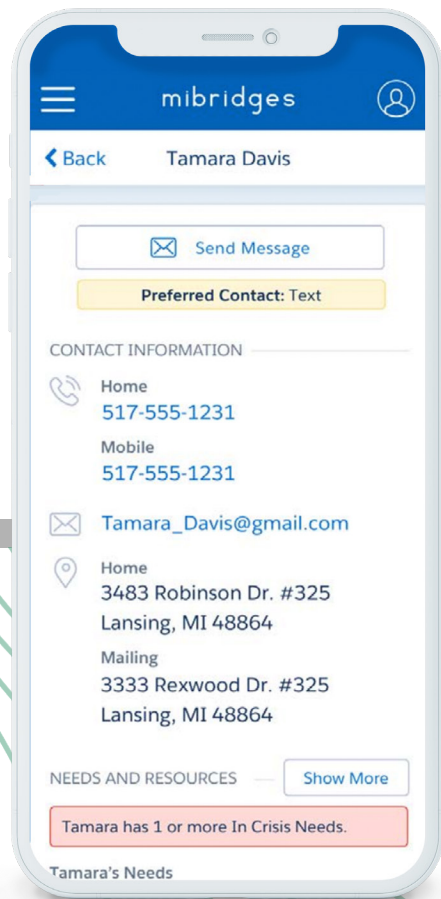 mibridges
Back Tamara Davis
Send Message
Preferred Contact: Text
CONTACT INFORMATION
Home
517-555-1231
Mobile
517-555-1231
Tamara_Davis@gmail.com
Home
3483 Robinson Dr. #325
Lansing, MI 48864
Mailing
3333 Rexwood Dr. #325
Lansing, MI 48864
NEEDS AND RESOURCES Show More
Tamara has 1 or more In Crisis Needs.
Tamara's Needs